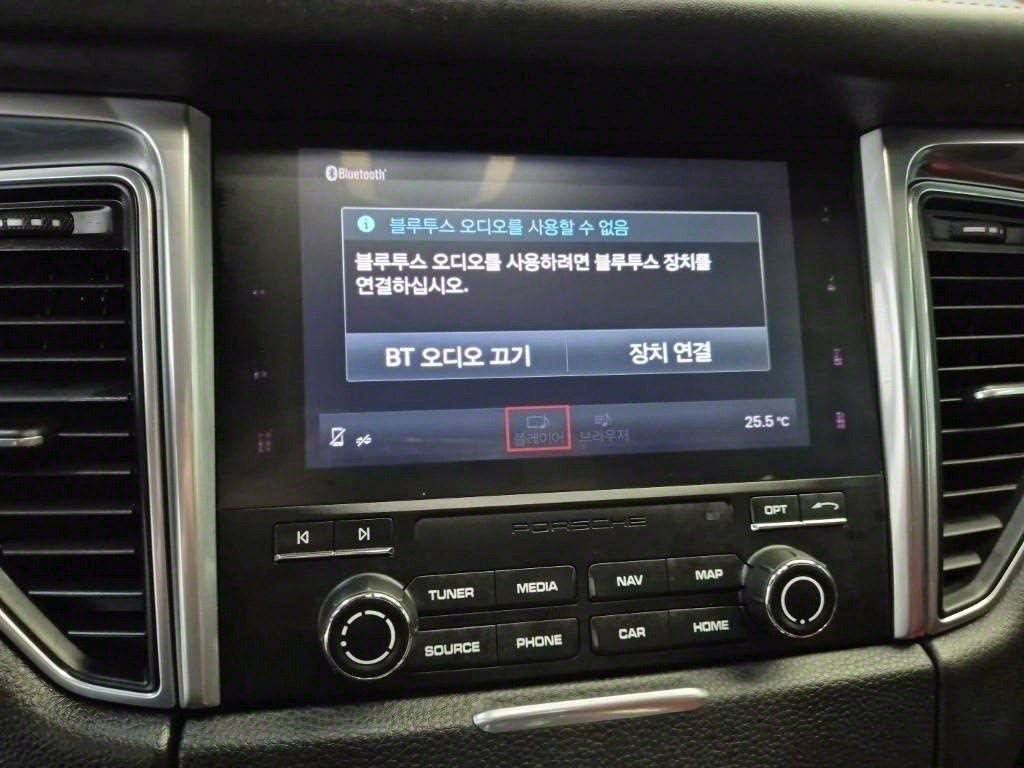 Bluetooth
블루투스 오디오를 사용할 수 없음
블루투스 오디오를 사용하려면 블루투스 장치를
연결하십시오.
BT 오디오 끄기
장치 연결
플레이어
브라우저
25.5 °C
PORSCHE
OPT
TUNER
MEDIA
NAV
MAP
SOURCE
PHONE
CAR
HOME